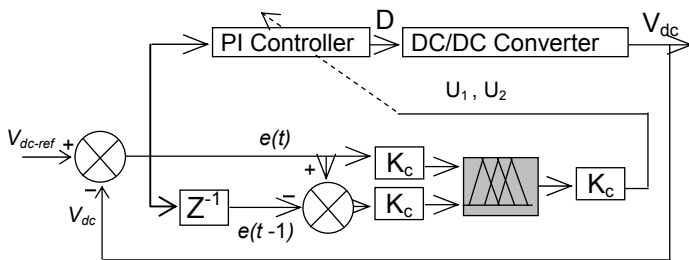 D
V_dc
PI Controller
DC/DC Converter
U₁ , U₂
V_dc-ref
+
e(t)
K_c
+
−
Z⁻¹
−
K_c
K_c
V_dc
e(t -1)